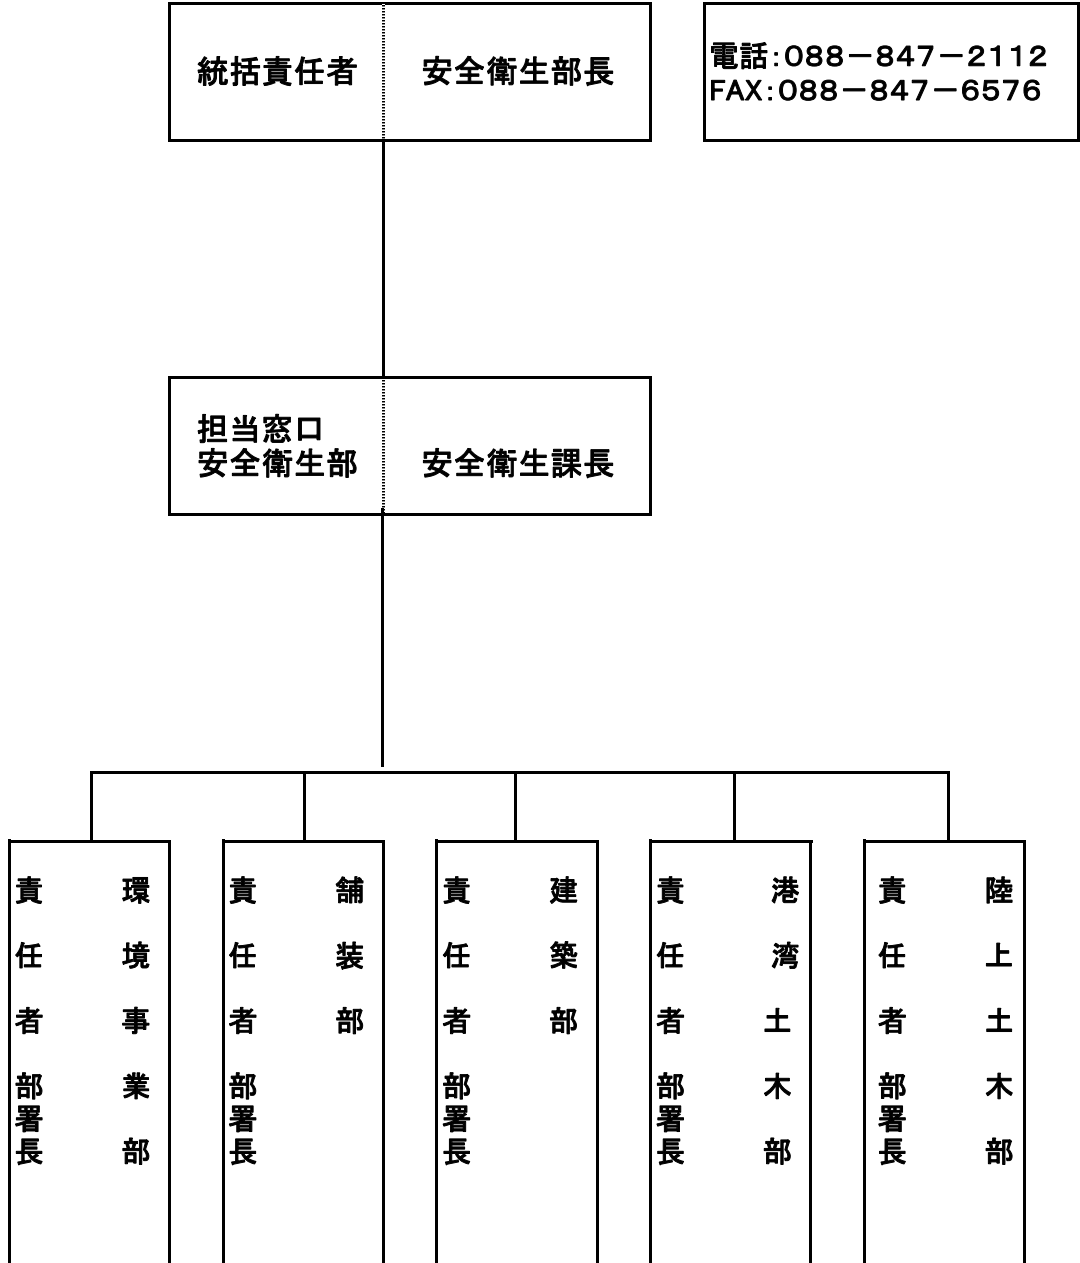 統括責任者
安全衛生部長
電話：０８８－８４７－２１１２
FAX：０８８－８４７－６５７６
担当窓口
安全衛生部
安全衛生課長
陸上土木部
責任者部署長
港湾土木部
責任者部署長
建築部
責任者部署長
舗装部
責任者部署長
環境事業部
責任者部署長